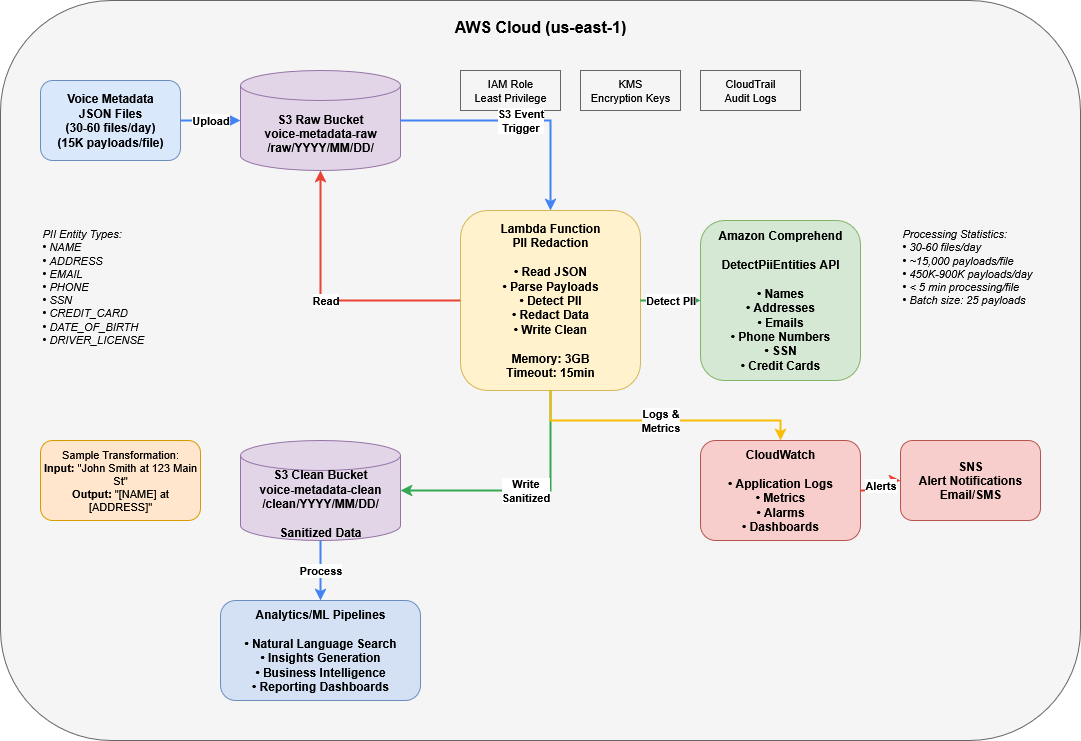 AWS Cloud (us-east-1)
Voice Metadata
JSON Files
(30-60 files/day)
(15K payloads/file)
Upload
S3 Raw Bucket
voice-metadata-raw
/raw/YYYY/MM/DD/
IAM Role
Least Privilege
KMS
Encryption Keys
CloudTrail
Audit Logs
S3 Event
Trigger
PII Entity Types:
• NAME
• ADDRESS
• EMAIL
• PHONE
• SSN
• CREDIT_CARD
• DATE_OF_BIRTH
• DRIVER_LICENSE
Read
Lambda Function
PII Redaction
• Read JSON
• Parse Payloads
• Detect PII
• Redact Data
• Write Clean
Memory: 3GB
Timeout: 15min
Detect PII
Amazon Comprehend
DetectPiiEntities API
• Names
• Addresses
• Emails
• Phone Numbers
• SSN
• Credit Cards
Processing Statistics:
• 30-60 files/day
• ~15,000 payloads/file
• 450K-900K payloads/day
• < 5 min processing/file
• Batch size: 25 payloads
Logs &
Metrics
Sample Transformation:
Input: "John Smith at 123 Main
St"
Output: "[NAME] at
[ADDRESS]"
S3 Clean Bucket
voice-metadata-clean
/clean/YYYY/MM/DD/
Sanitized Data
Write
Sanitized
CloudWatch
• Application Logs
• Metrics
• Alarms
• Dashboards
Alerts
SNS
Alert Notifications
Email/SMS
Process
Analytics/ML Pipelines
• Natural Language Search
• Insights Generation
• Business Intelligence
• Reporting Dashboards